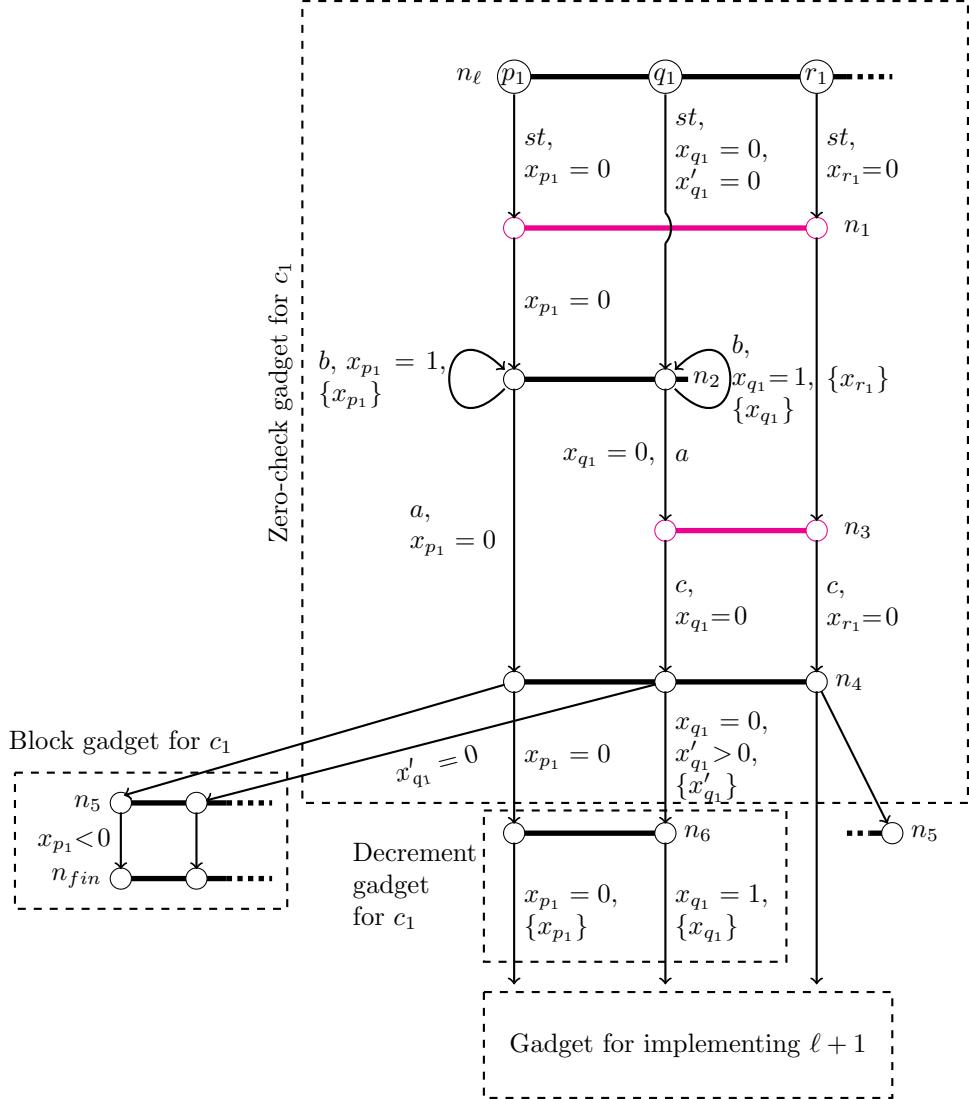 n_ℓ p_1 q_1 r_1
st,
x_{p_1} = 0
st,
x_{q_1} = 0,
x'_{q_1} = 0
st,
x_{r_1} = 0
n_1
Zero-check gadget for c_1
x_{p_1} = 0
b, x_{p_1} = 1,
{x_{p_1}}
n_2
b,
x_{q_1} = 1,
{x_{q_1}}
{x_{r_1}}
x_{q_1} = 0, a
a,
x_{p_1} = 0
n_3
c,
x_{q_1} = 0
c,
x_{r_1} = 0
n_4
Block gadget for c_1
x'_{q_1} = 0
x_{p_1} = 0
x_{q_1} = 0,
x'_{q_1} > 0,
{x'_{q_1}}
n_5
x_{p_1} < 0
n_{fin}
Decrement
gadget
for c_1
n_6
n_5
x_{p_1} = 0,
{x_{p_1}}
x_{q_1} = 1,
{x_{q_1}}
Gadget for implementing ℓ + 1